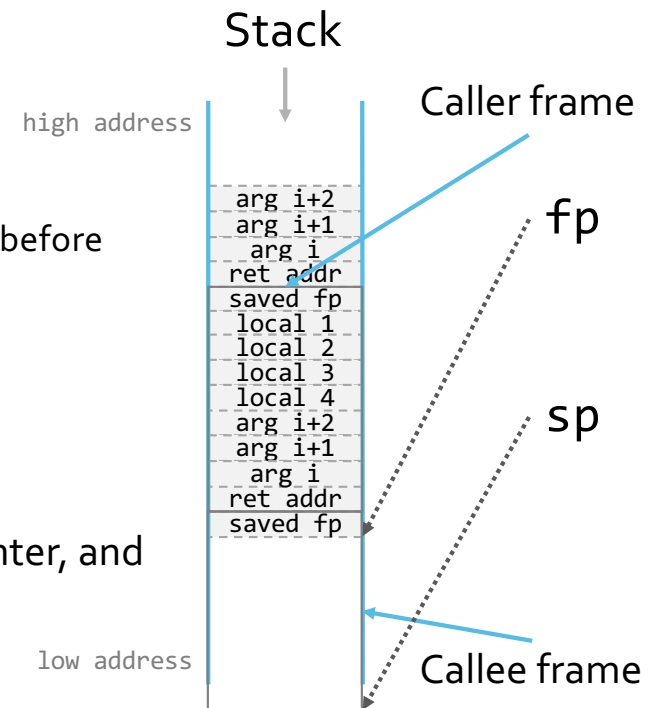 Stack
Caller frame
high address
arg i+2
fp
arg i+1
before
arg i
ret addr
saved fp
local 1
local 2
local 3
local 4
sp
arg i+2
arg i+1
arg i
ret addr
saved fp
nter, and
low address
Callee frame